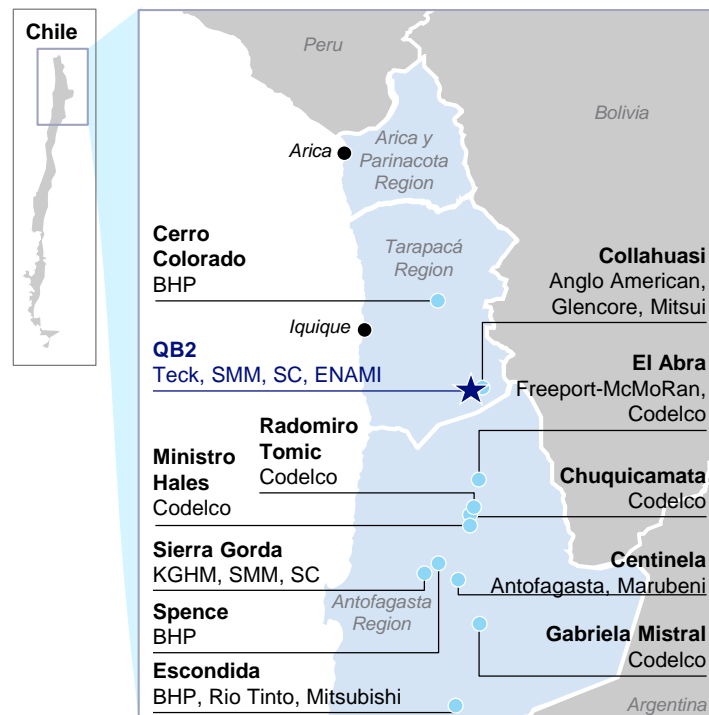 Chile
Peru
Bolivia
Arica
Arica y
Parinacota
Region
Cerro
Colorado
BHP
Tarapacá
Region
Collahuasi
Anglo American,
Glencore, Mitsui
Iquique
QB2
Teck, SMM, SC, ENAMI
El Abra
Freeport-McMoRan,
Codelco
Radomiro
Tomic
Codelco
Ministro
Hales
Codelco
Chuquicamata
Codelco
Sierra Gorda
KGHM, SMM, SC
Centinela
Antofagasta, Marubeni
Antofagasta
Region
Spence
BHP
Gabriela Mistral
Codelco
Escondida
BHP, Rio Tinto, Mitsubishi
Argentina